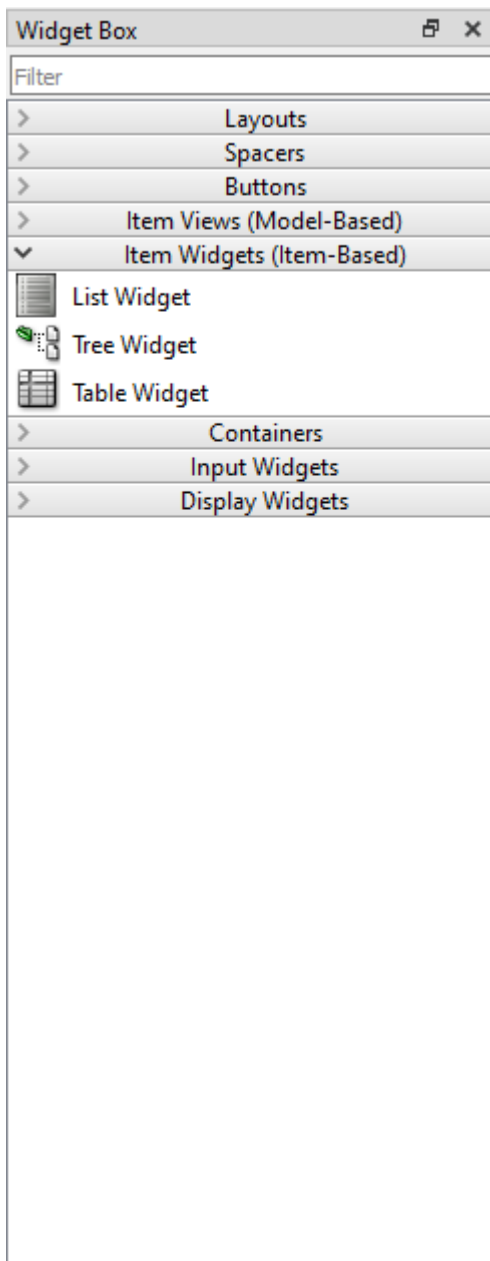 Widget Box
Filter
Layouts
Spacers
Buttons
Item Views (Model-Based)
Item Widgets (Item-Based)
List Widget
Tree Widget
Table Widget
Containers
Input Widgets
Display Widgets